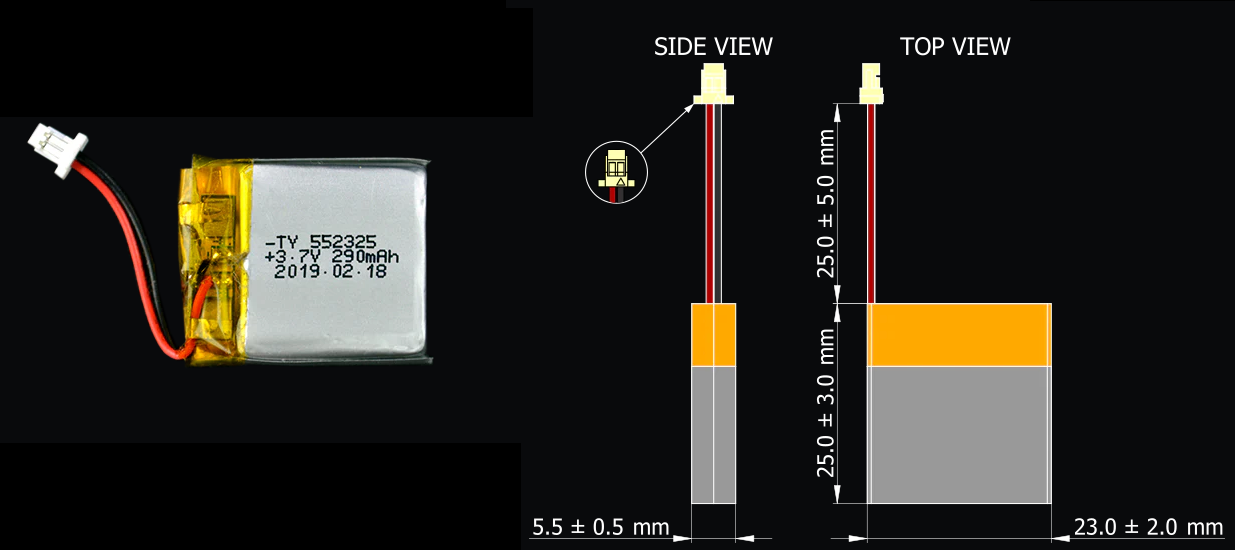 SIDE VIEW
TOP VIEW
-TY 552325
+3.7V 290mAh
2019.02.18
25.0 ± 5.0 mm
25.0 ± 3.0 mm
5.5 ± 0.5 mm
23.0 ± 2.0 mm